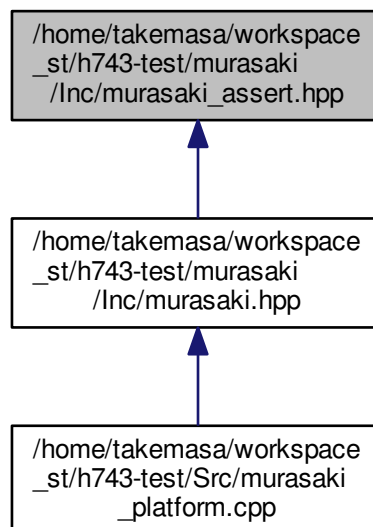 /home/takemasa/workspace
_st/h743-test/murasaki
/Inc/murasaki_assert.hpp
/home/takemasa/workspace
_st/h743-test/murasaki
/Inc/murasaki.hpp
/home/takemasa/workspace
_st/h743-test/Src/murasaki
_platform.cpp